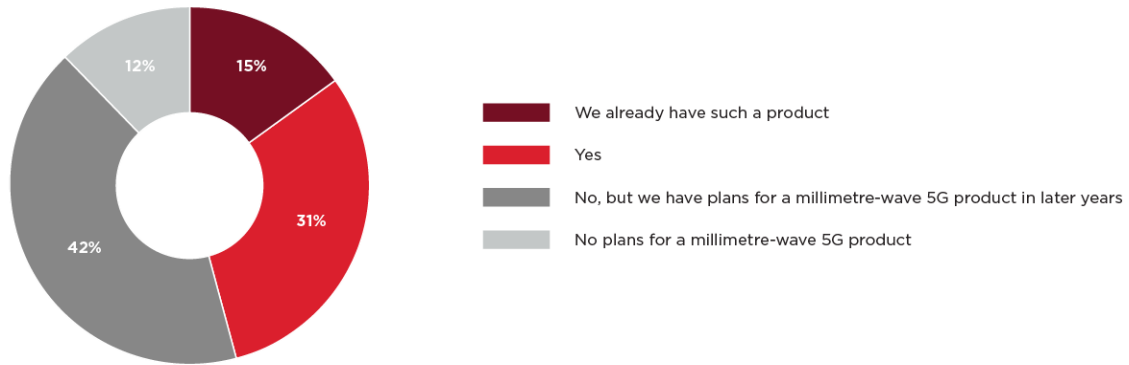 12%
15%
31%
42%
We already have such a product
Yes
No, but we have plans for a millimetre-wave 5G product in later years
No plans for a millimetre-wave 5G product